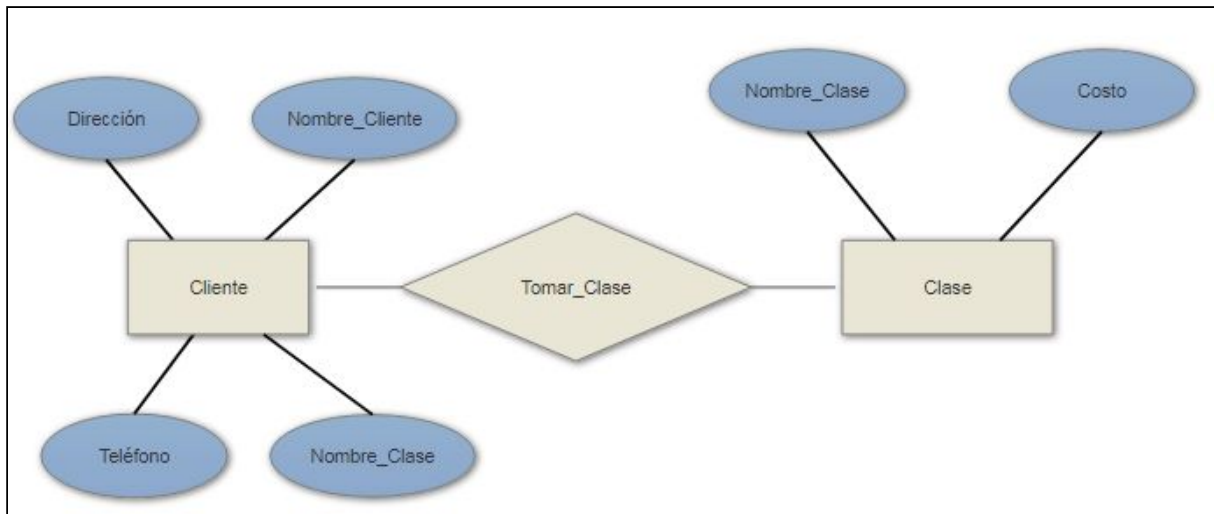 Dirección
Nombre_Cliente
Nombre_Clase
Costo
Cliente
Tomar_Clase
Clase
Teléfono
Nombre_Clase